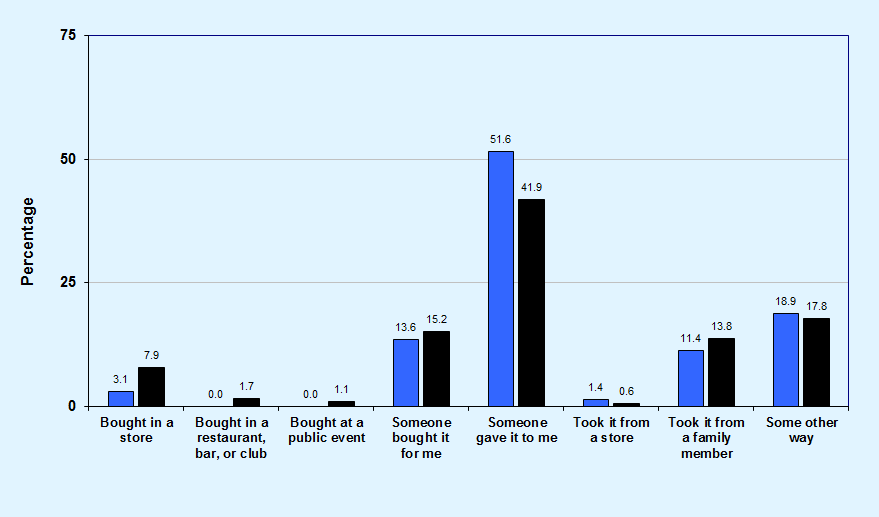 75
50
25
0
Percentage
3.1
7.9
0.0
1.7
0.0
1.1
13.6
15.2
51.6
41.9
1.4
0.6
11.4
13.8
18.9
17.8
Bought in a
store
Bought in a
restaurant,
bar, or club
Bought at a
public event
Someone
bought it
for me
Someone
gave it to me
Took it from
a store
Took it from
a family
member
Some other
way